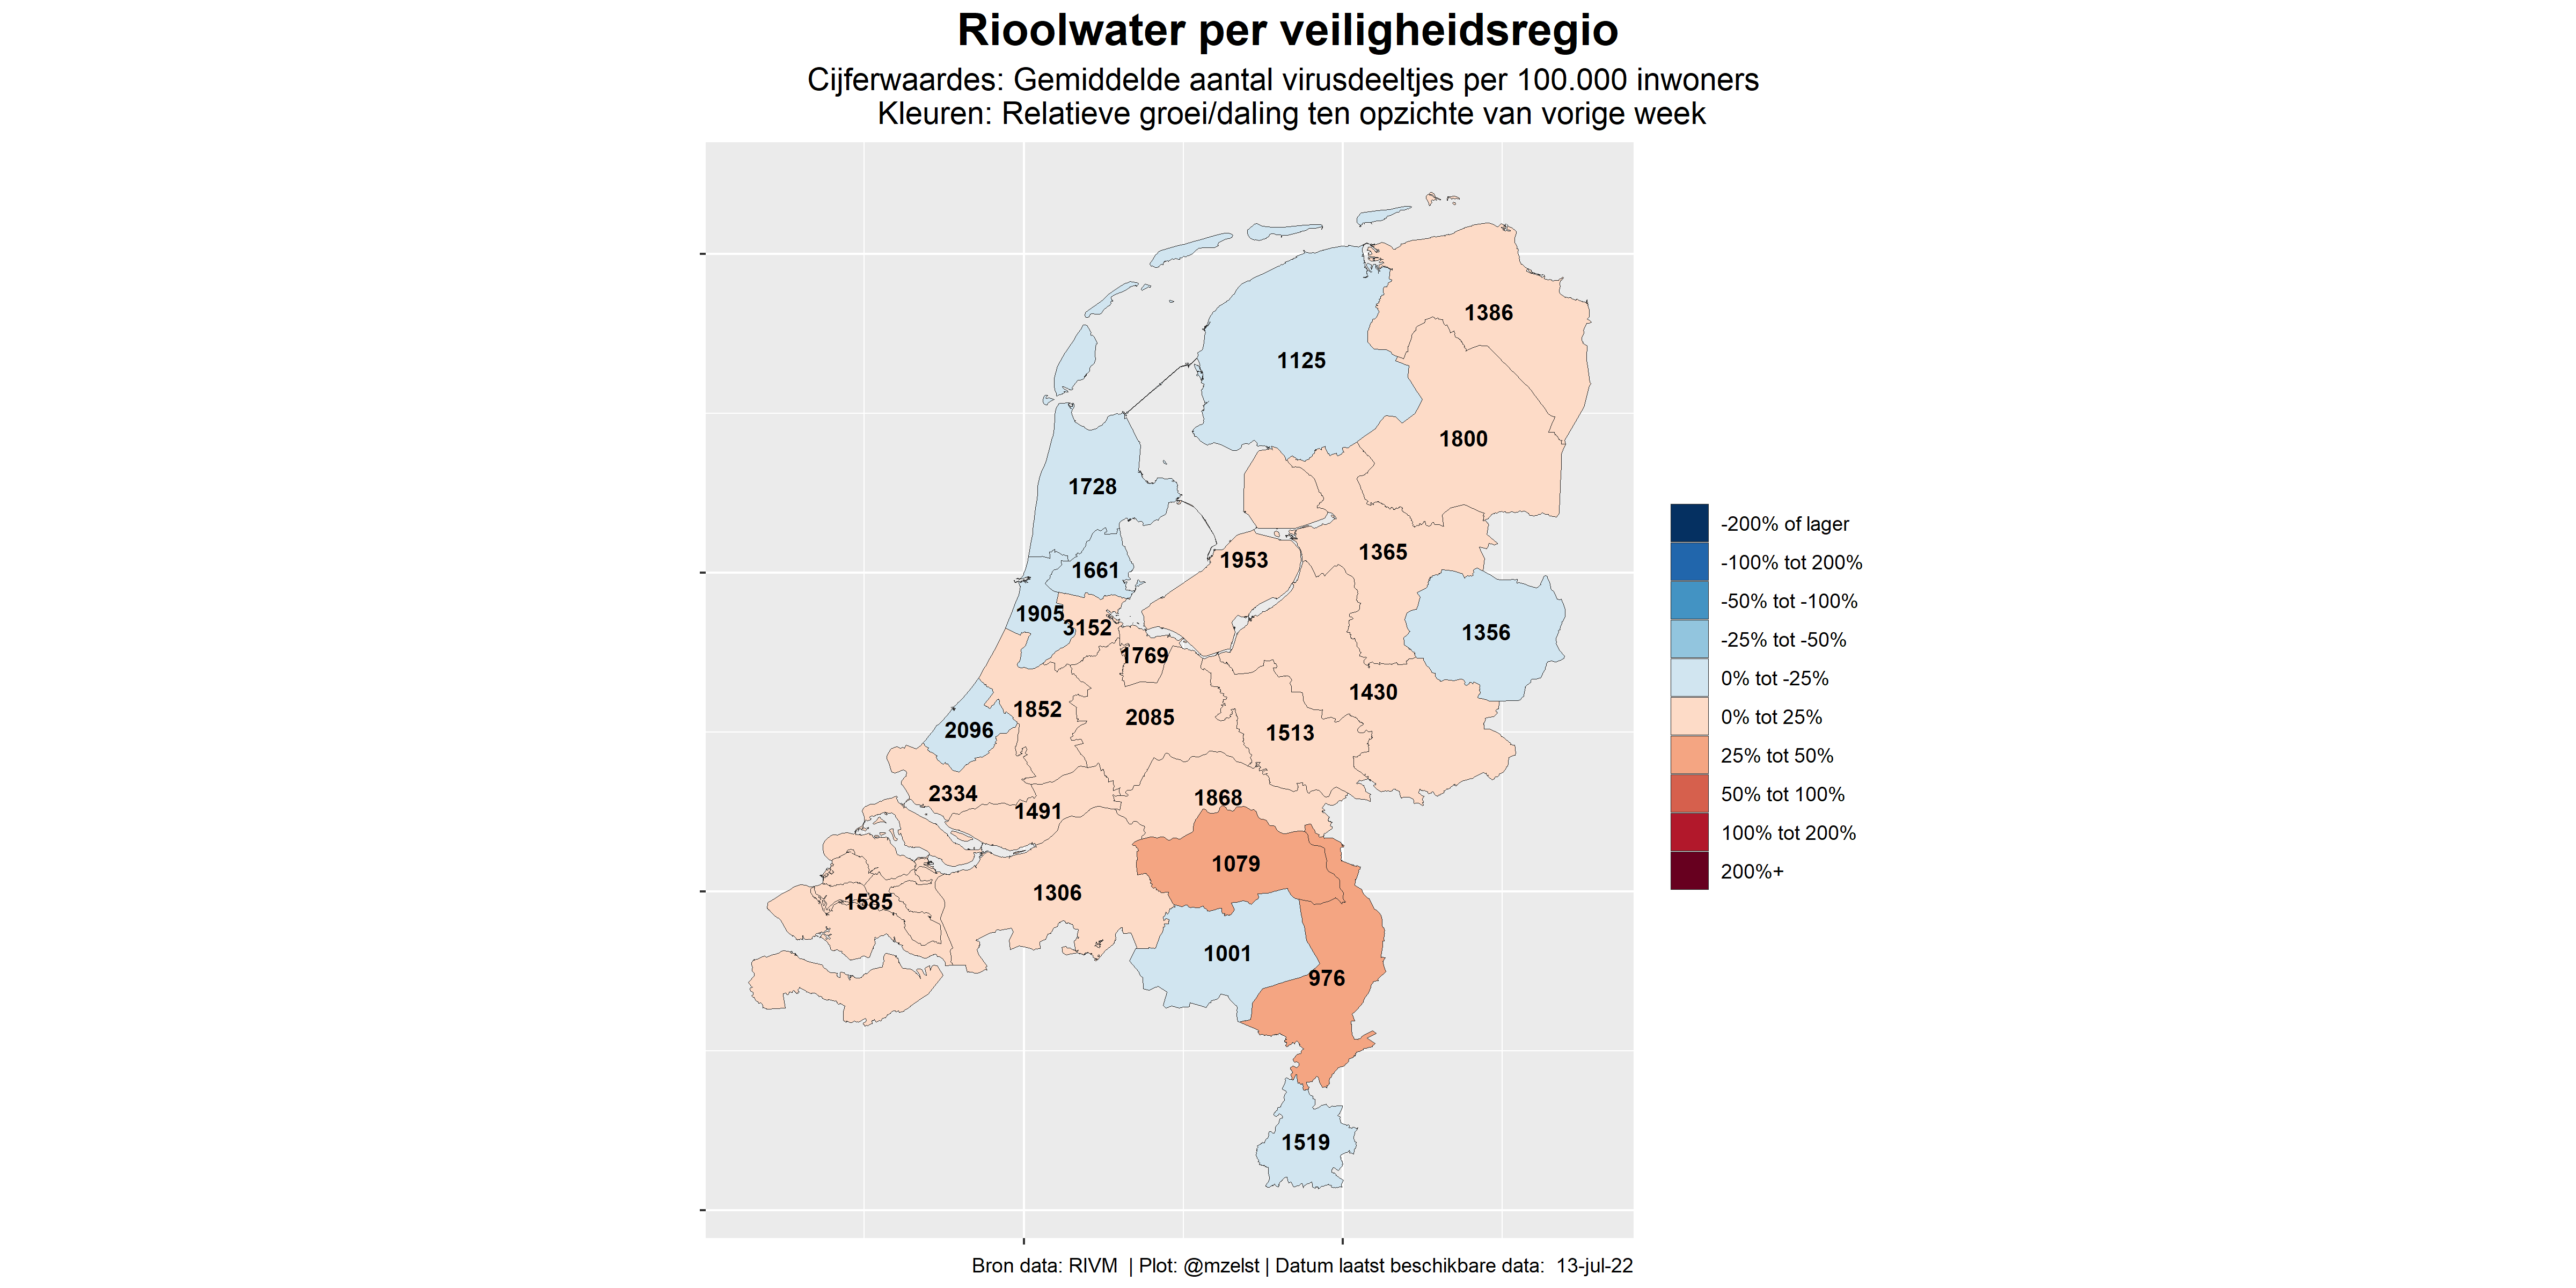 Rioolwater per veiligheidsregio
Cijferwaardes: Gemiddelde aantal virusdeeltjes per 100.000 inwoners
Kleuren: Relatieve groei/daling ten opzichte van vorige week
1386
1125
1800
1728
1365
1953
1661
1905
3152
1356
1769
1430
1852
2085
2096
1513
2334
1868
1491
1079
1306
1585
1001
976
1519
-200% of lager
-100% tot 200%
-50% tot -100%
-25% tot -50%
0% tot -25%
0% tot 25%
25% tot 50%
50% tot 100%
100% tot 200%
200%+
Bron data: RIVM | Plot: @mzelst | Datum laatst beschikbare data: 13-jul-22